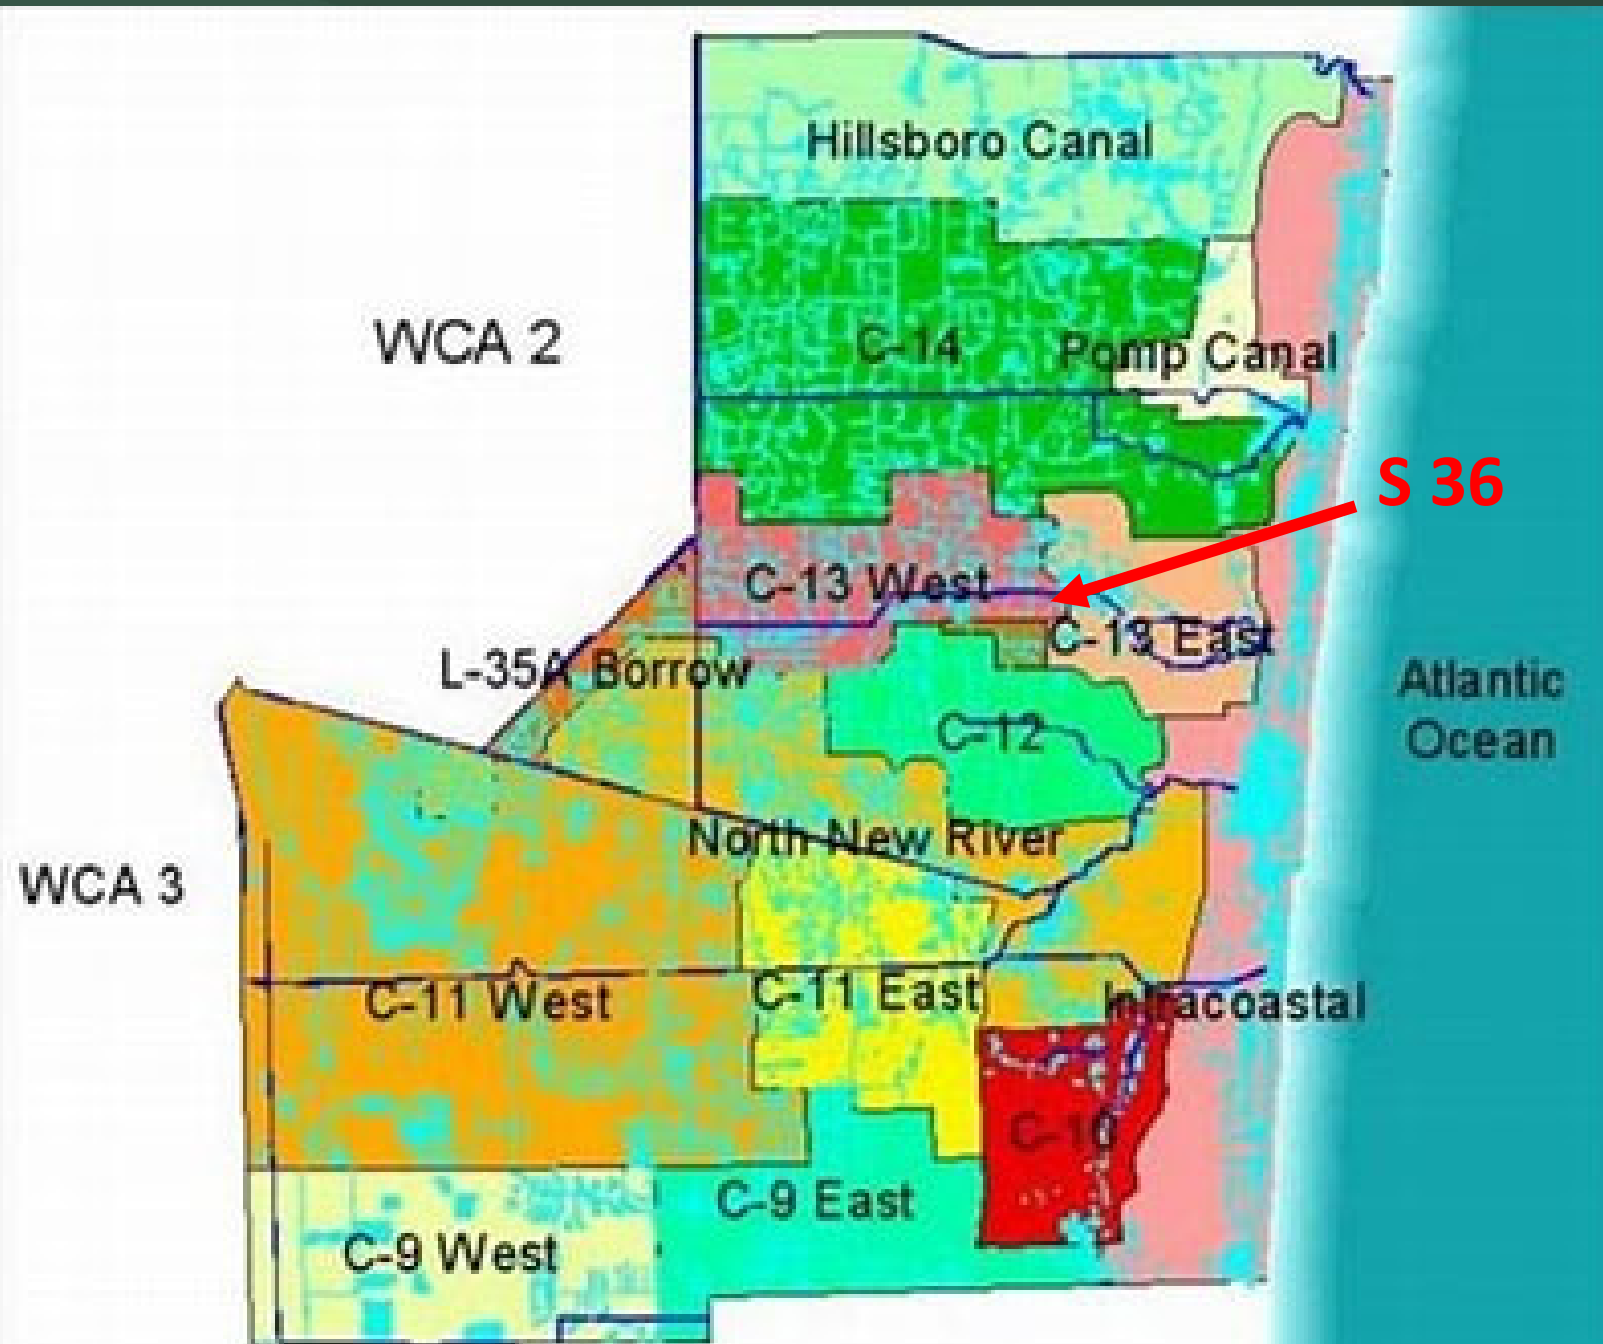 Hillsboro Canal
WCA 2
C-14
Pomp Canal
S 36
C-13 West
C-13 East
L-35A Borrow
Atlantic
Ocean
C-12
North New River
WCA 3
C-11 West
C-11 East
Intracoastal
C-10
C-9 East
C-9 West